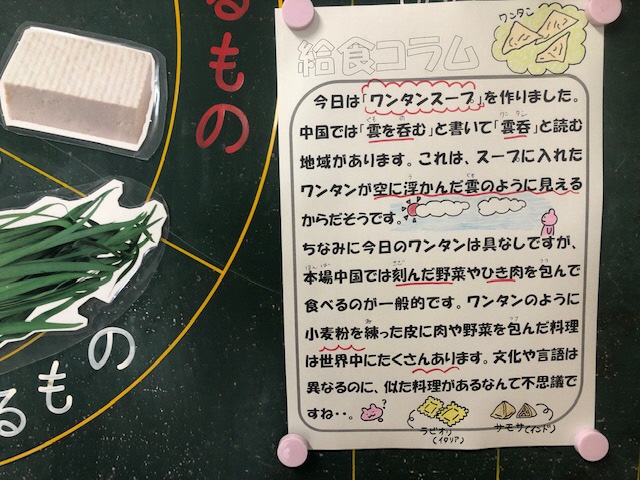 るもの
るもの
ワンタン
給食コラム
今日は「ワンタンスープ」を作りました。
中国では「雲を呑む」と書いて「雲呑」と読む
地域があります。これは、スープに入れた
ワンタンが空に浮かんだ雲のように見える
からだそうです。
ちなみに今日のワンタンは具なしですが、
本場中国では刻んだ野菜やひき肉を包んで
食べるのが一般的です。ワンタンのように
小麦粉を練った皮に肉や野菜を包んだ料理
は世界中にたくさんあります。文化や言語は
異なるのに、似た料理があるなんて不思議で
すね・・。
?
ラビオリ
(イタリア)
サモサ(インド)